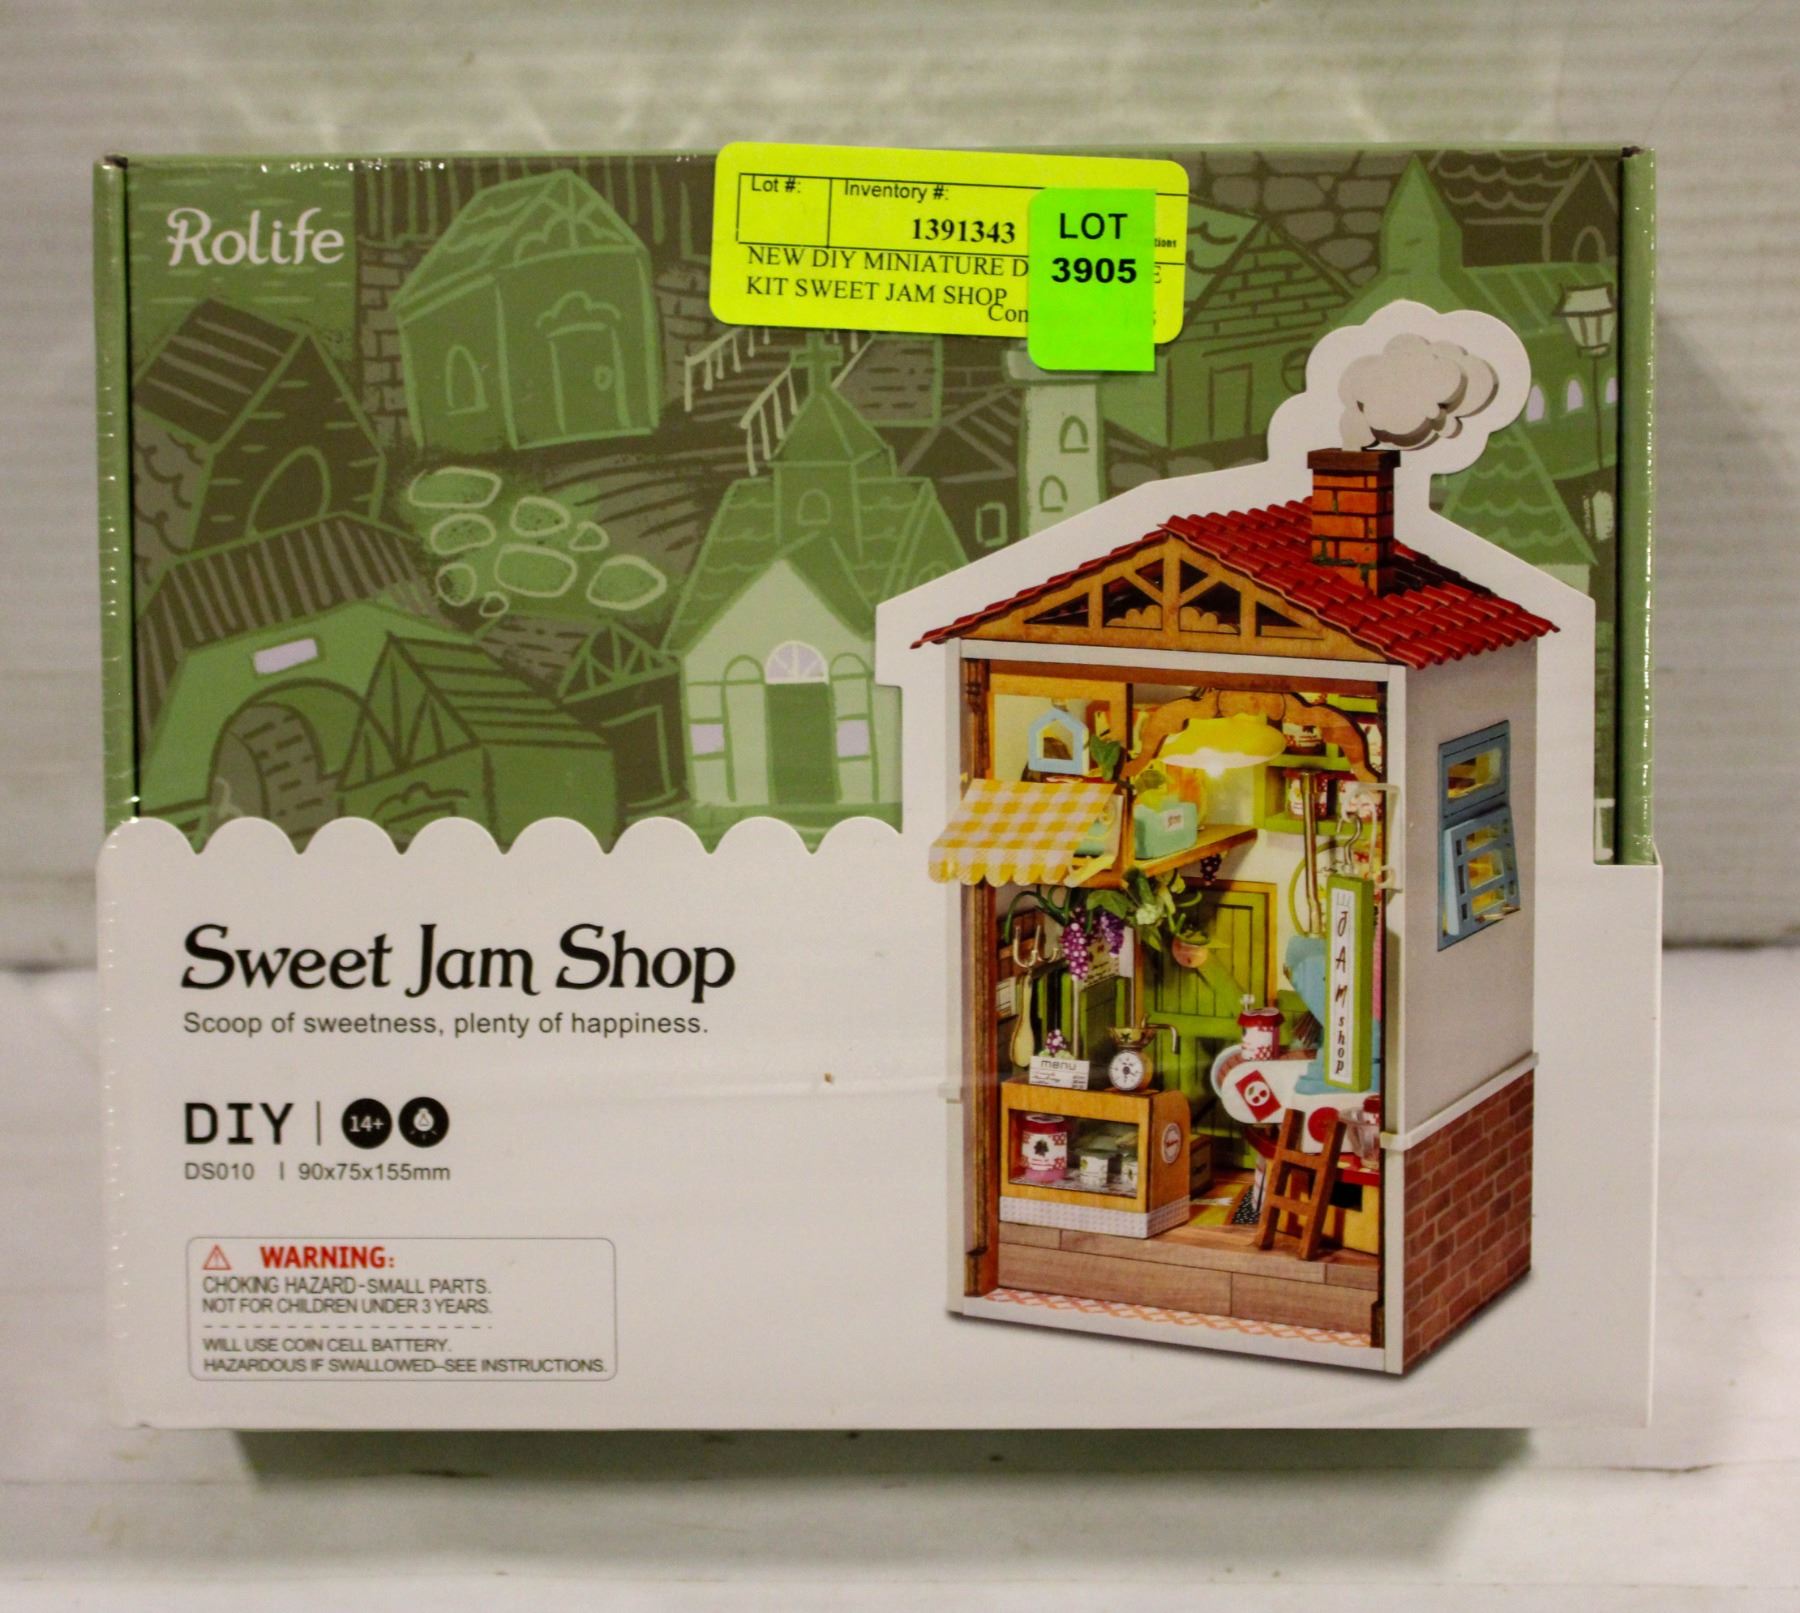 Rolife
Lot #: Inventory #:
1391343
NEW DIY MINIATURE
KIT SWEET JAM SHOP
LOT
3905
Sweet Jam Shop
Scoop of sweetness, plenty of happiness.
DIY | 14+
DS010 | 90x75x155mm
WARNING:
CHOKING HAZARD-SMALL PARTS.
NOT FOR CHILDREN UNDER 3 YEARS.
WILL USE COIN CELL BATTERY.
HAZARDOUS IF SWALLOWED-SEE INSTRUCTIONS.
menu
JAM shop